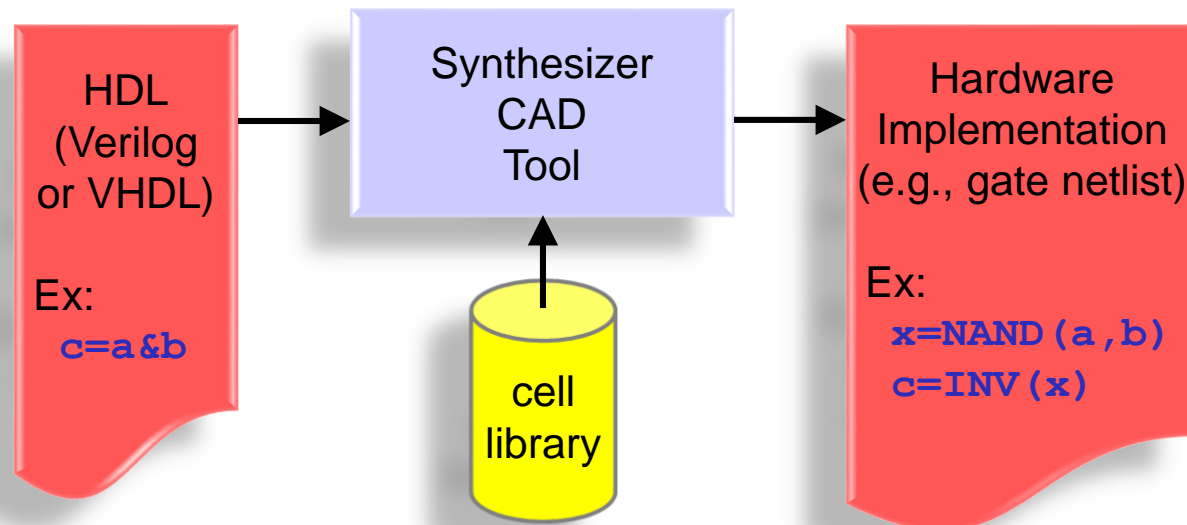 HDL
(Verilog
or VHDL)
Ex:
c=a&b
Synthesizer
CAD
Tool
cell
library
Hardware
Implementation
(e.g., gate netlist)
Ex:
x=NAND(a,b)
c=INV(x)